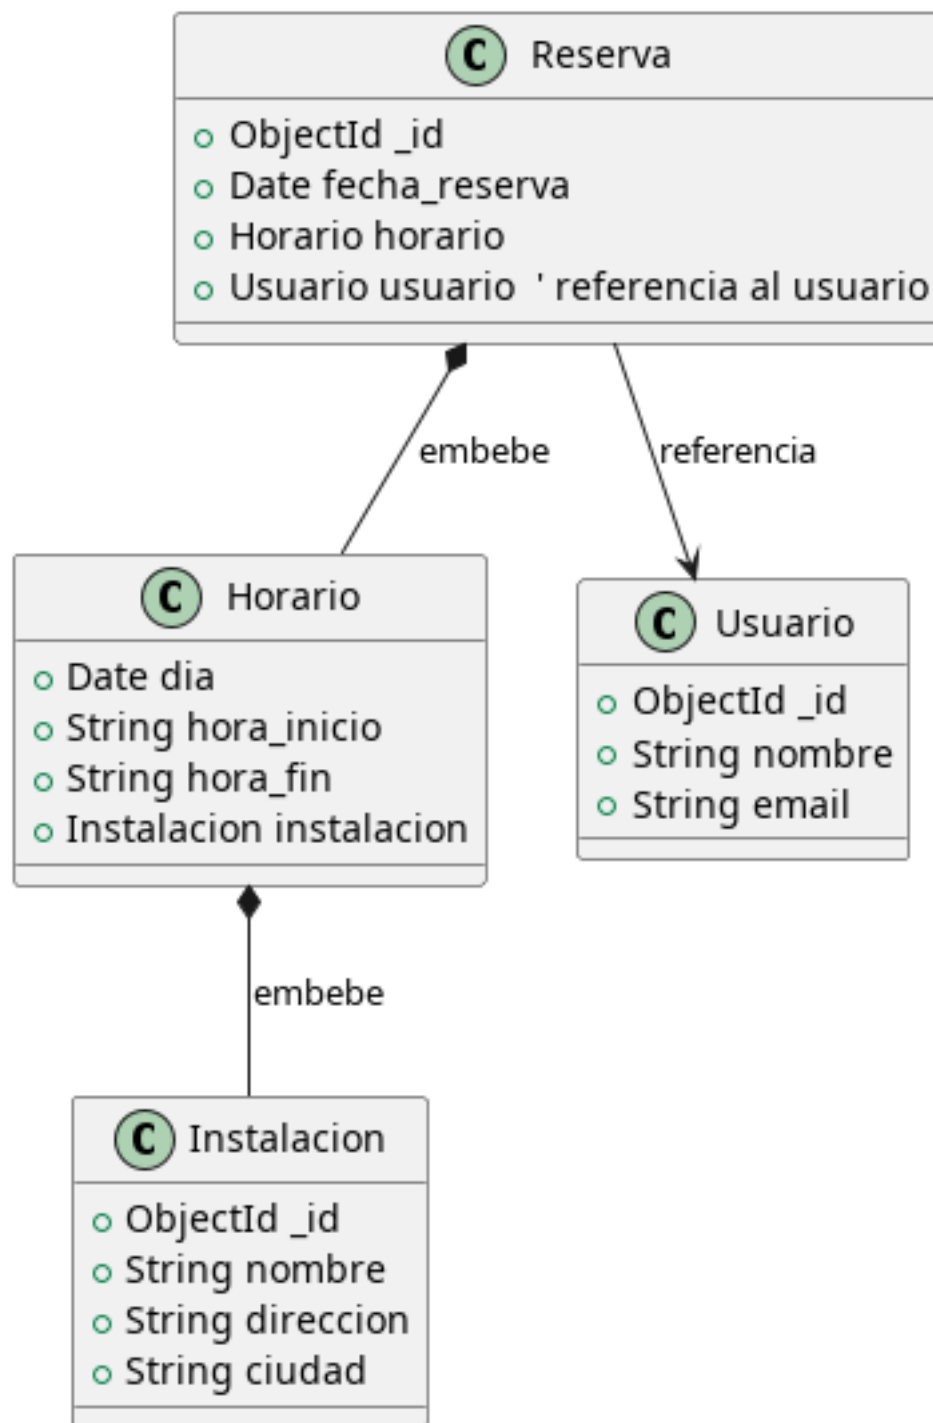 C Reserva
ObjectId _id
Date fecha_reserva
Horario horario
Usuario usuario ' referencia al usuario
embebe
referencia
C Horario
Date dia
String hora_inicio
String hora_fin
Instalacion instalacion
C Usuario
ObjectId _id
String nombre
String email
embebe
C Instalacion
ObjectId _id
String nombre
String direccion
String ciudad